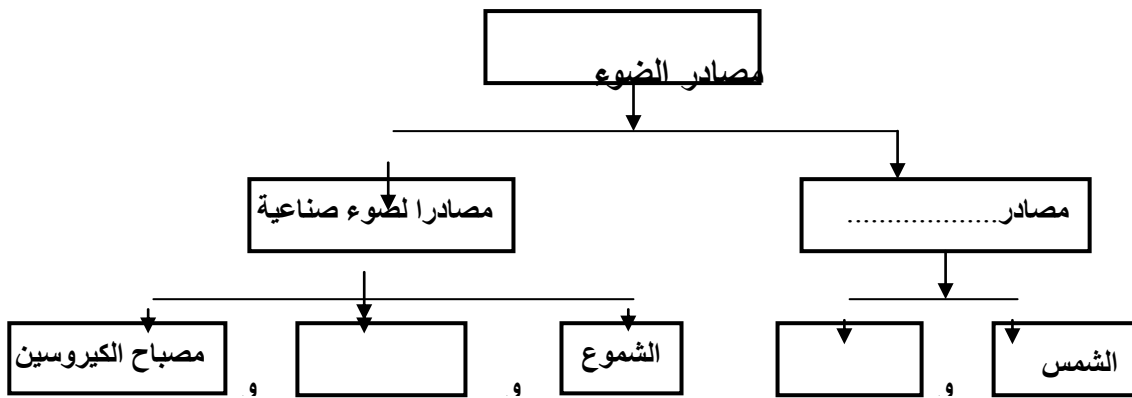 مصادر الضوء
مصادر..................
مصادرا لضوء صناعية
الشمس و و الشموع و مصباح الكيروسين